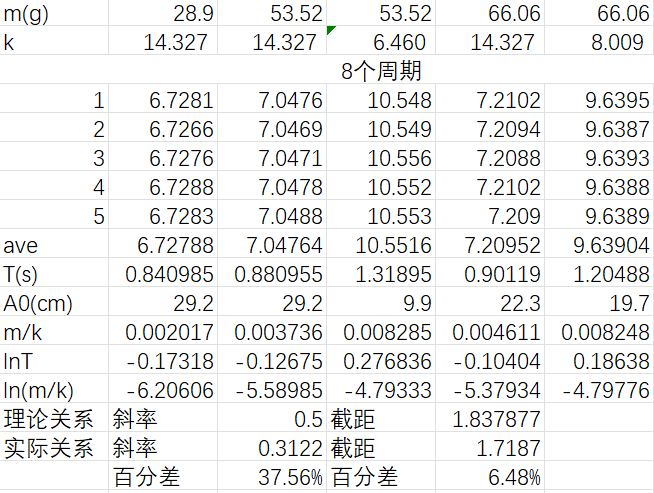 m(g) 28.9 53.52 53.52 66.06 66.06
k 14.327 14.327 6.460 14.327 8.009
8个周期
1 6.7281 7.0476 10.548 7.2102 9.6395
2 6.7266 7.0469 10.549 7.2094 9.6387
3 6.7276 7.0471 10.556 7.2088 9.6393
4 6.7288 7.0478 10.552 7.2102 9.6388
5 6.7283 7.0488 10.553 7.209 9.6389
ave 6.72788 7.04764 10.5516 7.20952 9.63904
T(s) 0.840985 0.880955 1.31895 0.90119 1.20488
A0(cm) 29.2 29.2 9.9 22.3 19.7
m/k 0.002017 0.003736 0.008285 0.004611 0.008248
lnT -0.17318 -0.12675 0.276836 -0.10404 0.18638
ln(m/k) -6.20606 -5.58985 -4.79333 -5.37934 -4.79776
理论关系 斜率 0.5 截距 1.837877
实际关系 斜率 0.3122 截距 1.7187
百分差 37.56% 百分差 6.48%